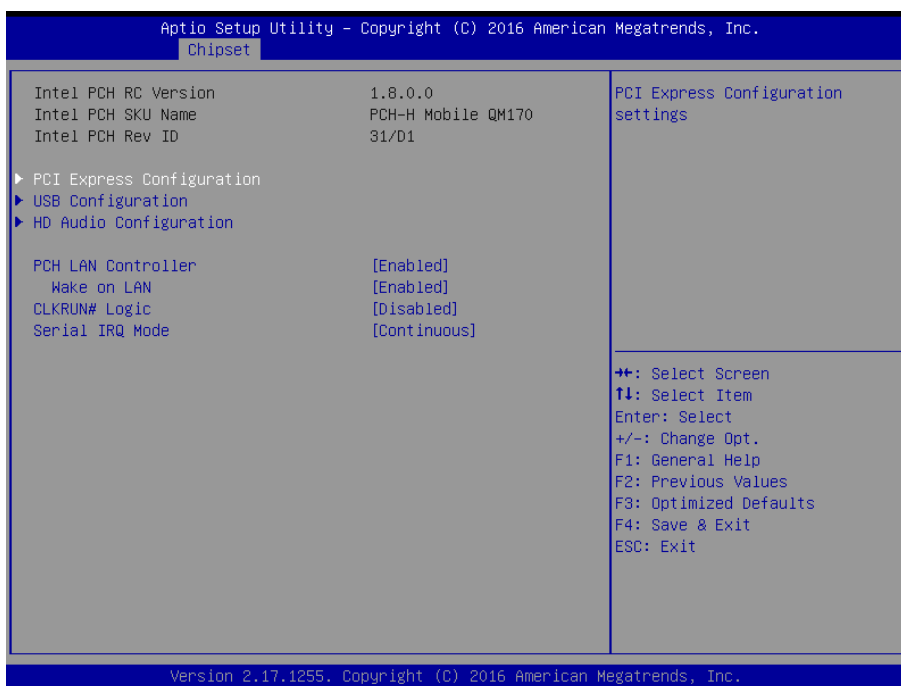 Aptio Setup Utility – Copyright (C) 2016 American Megatrends, Inc.
Chipset
Intel PCH RC Version 1.8.0.0
Intel PCH SKU Name PCH-H Mobile QM170
Intel PCH Rev ID 31/D1
▶ PCI Express Configuration
▶ USB Configuration
▶ HD Audio Configuration
PCH LAN Controller [Enabled]
Wake on LAN [Enabled]
CLKRUN# Logic [Disabled]
Serial IRQ Mode [Continuous]
PCI Express Configuration
settings
→←: Select Screen
↑↓: Select Item
Enter: Select
+/-: Change Opt.
F1: General Help
F2: Previous Values
F3: Optimized Defaults
F4: Save & Exit
ESC: Exit
Version 2.17.1255. Copyright (C) 2016 American Megatrends, Inc.